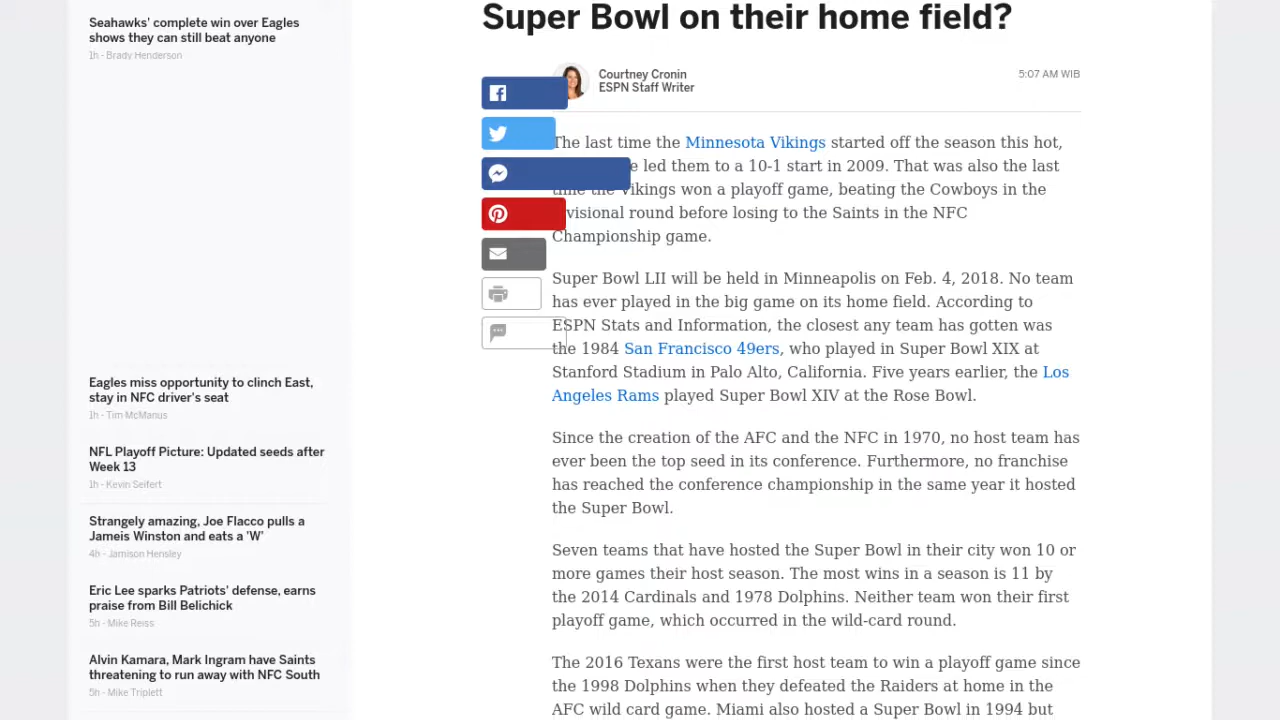 Seahawks' complete win over Eagles
shows they can still beat anyone
1h - Brady Henderson
Eagles miss opportunity to clinch East,
stay in NFC driver's seat
1h - Tim McManus
NFL Playoff Picture: Updated seeds after
Week 13
1h - Kevin Seifert
Strangely amazing, Joe Flacco pulls a
Jameis Winston and eats a 'W'
4h - Jamison Hensley
Eric Lee sparks Patriots' defense, earns
praise from Bill Belichick
5h - Mike Reiss
Alvin Kamara, Mark Ingram have Saints
threatening to run away with NFC South
5h - Mike Triplett
Super Bowl on their home field?
Courtney Cronin
ESPN Staff Writer
5:07 AM WIB
The last time the Minnesota Vikings started off the season this hot,
led them to a 10-1 start in 2009. That was also the last
time the Vikings won a playoff game, beating the Cowboys in the
divisional round before losing to the Saints in the NFC
Championship game.
Super Bowl LII will be held in Minneapolis on Feb. 4, 2018. No team
has ever played in the big game on its home field. According to
ESPN Stats and Information, the closest any team has gotten was
the 1984 San Francisco 49ers, who played in Super Bowl XIX at
Stanford Stadium in Palo Alto, California. Five years earlier, the Los
Angeles Rams played Super Bowl XIV at the Rose Bowl.
Since the creation of the AFC and the NFC in 1970, no host team has
ever been the top seed in its conference. Furthermore, no franchise
has reached the conference championship in the same year it hosted
the Super Bowl.
Seven teams that have hosted the Super Bowl in their city won 10 or
more games their host season. The most wins in a season is 11 by
the 2014 Cardinals and 1978 Dolphins. Neither team won their first
playoff game, which occurred in the wild-card round.
The 2016 Texans were the first host team to win a playoff game since
the 1998 Dolphins when they defeated the Raiders at home in the
AFC wild card game. Miami also hosted a Super Bowl in 1994 but